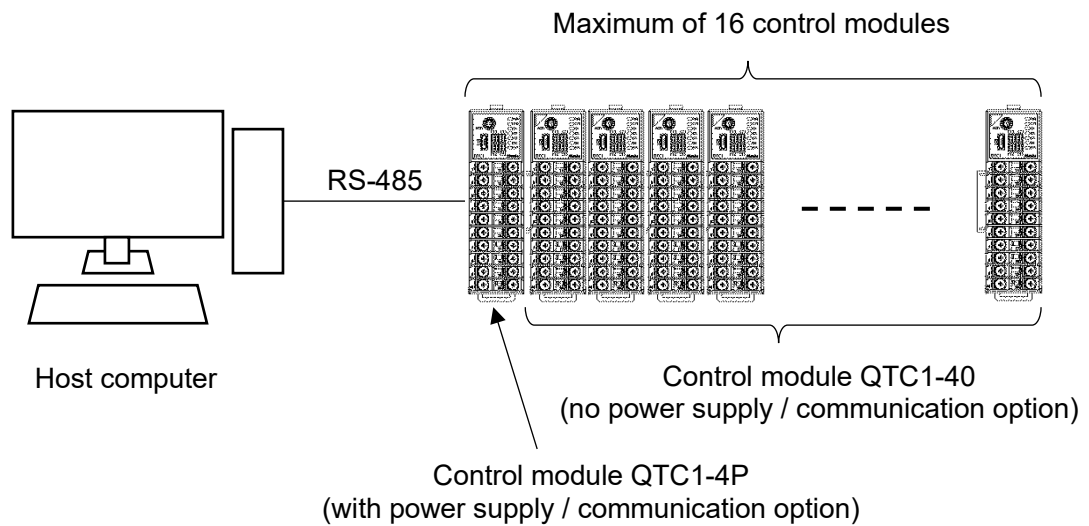 Maximum of 16 control modules
RS-485
Host computer
Control module QTC1-40
(no power supply / communication option)
Control module QTC1-4P
(with power supply / communication option)